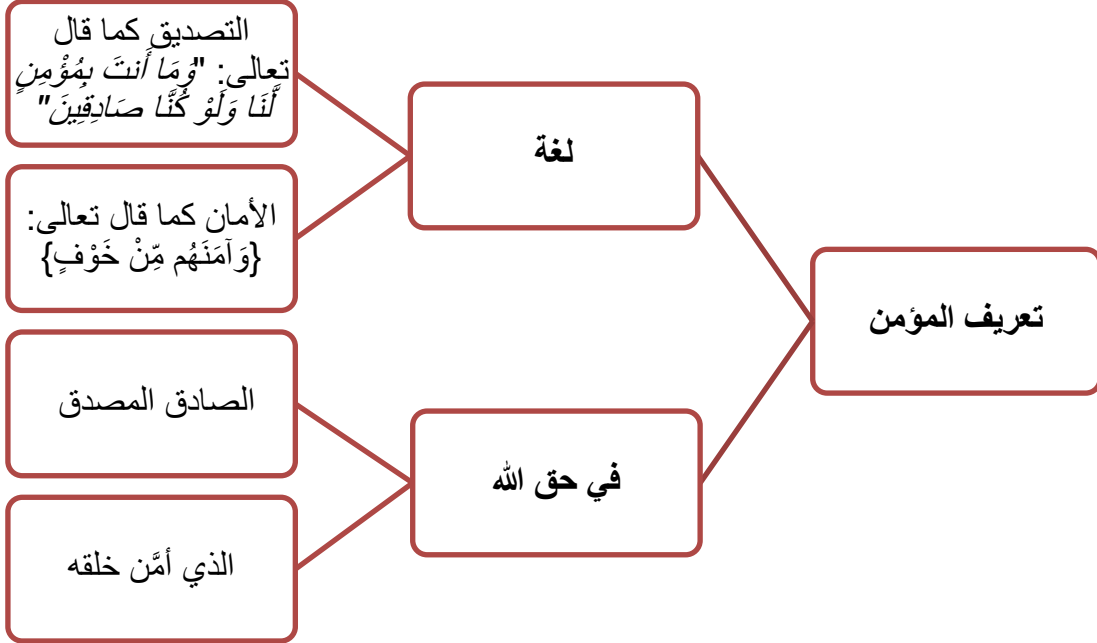 تعريف المؤمن
لغة
التصديق كما قال
تعالى: "وَمَا أَنتَ بِمُؤْمِنٍ
لَّنَا وَلَوْ كُنَّا صَادِقِينَ"
الأمان كما قال تعالى:
{وَآمَنَهُم مِّنْ خَوْفٍ}
في حق الله
الصادق المصدق
الذي أمَّن خلقه